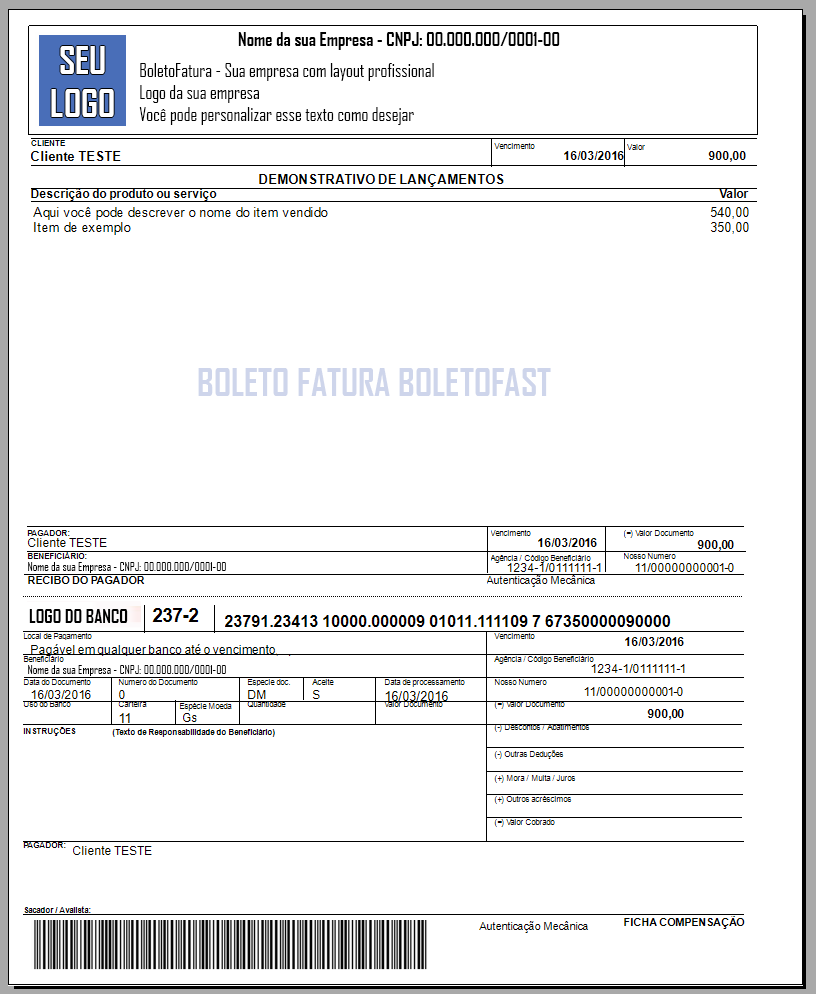 Nome da sua Empresa - CNPJ: 00.000.000/0001-00
SEU
LOGO
BoletoFatura - Sua empresa com layout profissional
Logo da sua empresa
Você pode personalizar esse texto como desejar
CLIENTE Vencimento Valor
Cliente TESTE 16/03/2016 900,00
DEMONSTRATIVO DE LANÇAMENTOS
Descrição do produto ou serviço Valor
Aqui você pode descrever o nome do item vendido 540,00
Item de exemplo 350,00
BOLETO FATURA BOLETOFAST
PAGADOR: Vencimento (=) Valor Documento
Cliente TESTE 16/03/2016 900,00
BENEFICIÁRIO: Agência / Código Beneficiário Nosso Numero
Nome da sua Empresa - CNPJ: 00.000.000/0001-00 1234-1/0111111-1 11/00000000001-0
RECIBO DO PAGADOR Autenticação Mecânica
LOGO DO BANCO 237-2 23791.23413 10000.000009 01011.111109 7 67350000090000
Local de Pagamento Vencimento
Pagável em qualquer banco até o vencimento. 16/03/2016
Beneficiário Agência / Código Beneficiário
Nome da sua Empresa - CNPJ: 00.000.000/0001-00 1234-1/0111111-1
Data do Documento Numero do Documento Especie doc. Aceite Data de processamento Nosso Numero
16/03/2016 0 DM S 16/03/2016 11/00000000001-0
Uso do Banco Carteira Espécie Moeda Quantidade Valor Documento (=) Valor Documento
11 Gs 900,00
INSTRUÇÕES (Texto de Responsabilidade do Beneficiário) (-) Descontos / Abatimentos
(-) Outras Deduções
(+) Mora / Multa / Juros
(+) Outros acréscimos
(=) Valor Cobrado
PAGADOR: Cliente TESTE
Sacador / Avalista:
Autenticação Mecânica FICHA COMPENSAÇÃO